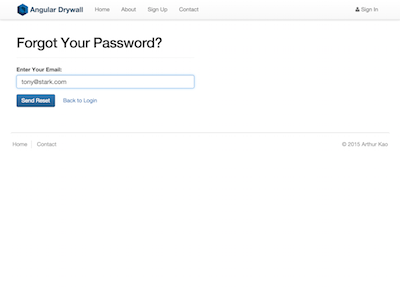 Angular Drywall Home About Sign Up Contact Sign In
Forgot Your Password?
Enter Your Email:
tony@stark.com
Send Reset Back to Login
Home Contact © 2015 Arthur Kao